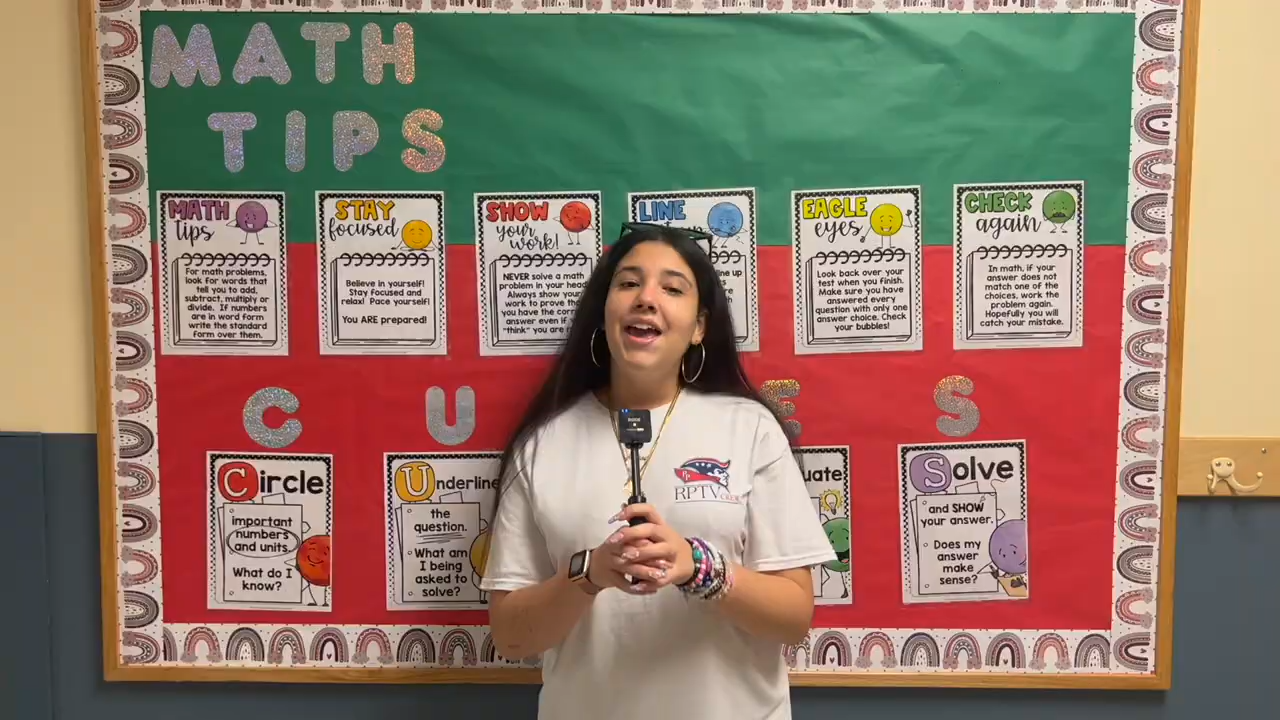 MATH
TIPS
MATH
tips
For math problems,
look for words that
tell you to add,
subtract, multiply or
divide. If numbers
are in word form
write the standard
form over them.
STAY
focused
Believe in yourself!
Stay focused and
relax! Pace yourself!
You ARE prepared!
SHOW
your
work!
NEVER solve a math
problem in your head
Always show your
work to prove
you have the
answer even if
"think" you are
LINE
line up
EAGLE
eyes
Look back over your
test when you finish.
Make sure you have
answered every
question with only one
answer choice. Check
your bubbles!
CHECK
again
In math, if your
answer does not
match one of the
choices, work the
problem again.
Hopefully you will
catch your mistake.
C U E S
Circle
important
numbers
and units.
What do I
know?
Underline
the
question.
What am
I being
asked to
solve?
uate
Solve
and SHOW
your answer.
Does my
answer
make
sense?
RPTV CREW